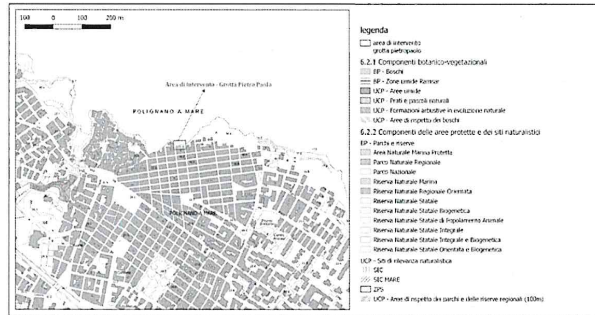 100 0 100 200 m
Area di intervento - Grotta Pietro Paolo
POLIGNANO A MARE
POLIGNANO A MARE
legenda
area di intervento
grotta pietropaolo
6.2.1 Componenti botanico-vegetazionali
BP - Boschi
BP - Zone umide Ramsar
UCP - Aree umide
UCP - Prati e pascoli naturali
UCP - Formazioni arbustive in evoluzione naturale
UCP - Aree di rispetto dei boschi
6.2.2 Componenti delle aree protette e dei siti naturalistici
BP - Parchi e riserve
Area Naturale Marina Protetta
Parco Naturale Regionale
Parco Nazionale
Riserva Naturale Marina
Riserva Naturale Regionale Orientata
Riserva Naturale Statale
Riserva Naturale Statale Biogenetica
Riserva Naturale Statale di Popolamento Animale
Riserva Naturale Statale Integrale
Riserva Naturale Statale Integrale e Biogenetica
Riserva Naturale Statale Orientata e Biogenetica
UCP - Siti di rilevanza naturalistica
SIC
SIC MARE
ZPS
UCP - Aree di rispetto dei parchi e delle riserve regionali (100m)